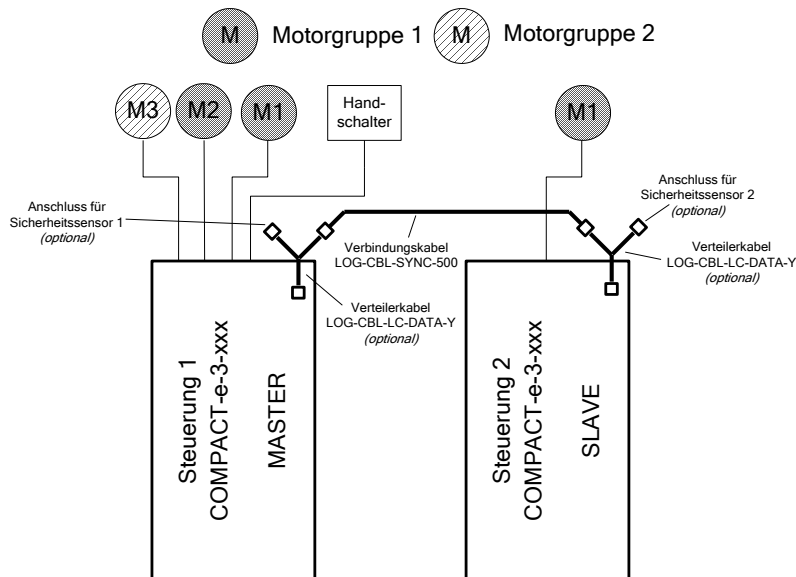 M
Motorgruppe 1
M
Motorgruppe 2
M3
M2
M1
Hand-
schalter
M1
Anschluss für
Sicherheitssensor 1
(optional)
Anschluss für
Sicherheitssensor 2
(optional)
Verbindungskabel
LOG-CBL-SYNC-500
Verteilerkabel
LOG-CBL-LC-DATA-Y
(optional)
Verteilerkabel
LOG-CBL-LC-DATA-Y
(optional)
Steuerung 1
COMPACT-e-3-xxx
MASTER
Steuerung 2
COMPACT-e-3-xxx
SLAVE